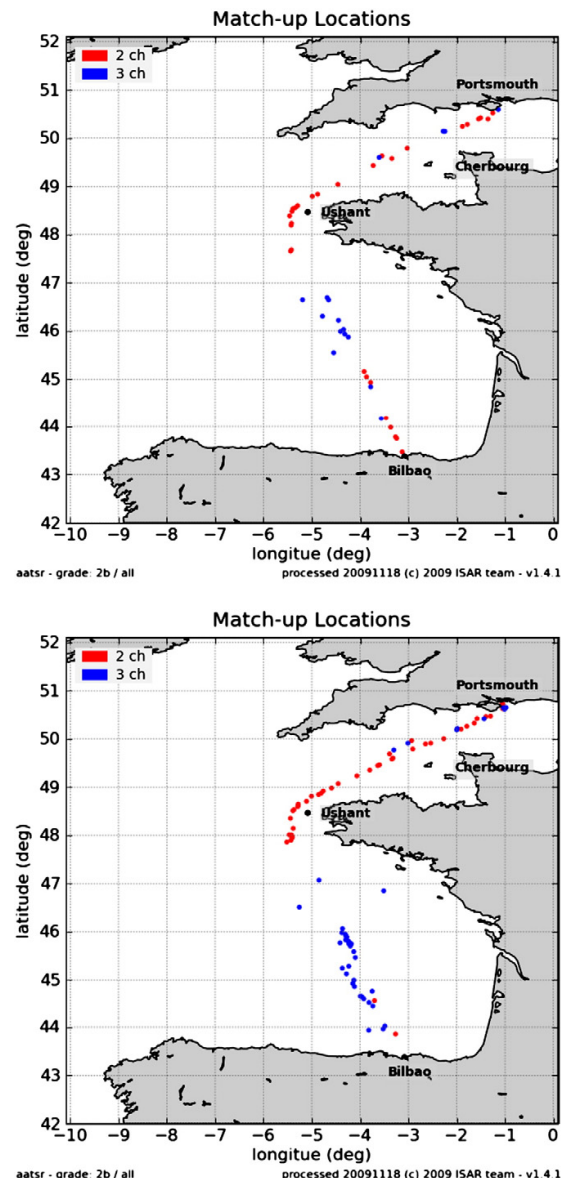 Match-up Locations
52
2 ch
3 ch
51
Portsmouth
50
Cherbourg
49
Ushant
48
47
46
45
44
43
Bilbao
42
latitude (deg)
−10 −9 −8 −7 −6 −5 −4 −3 −2 −1 0
longitue (deg)
aatsr - grade: 2b / all processed 20091118 (c) 2009 ISAR team - v1.4.1
Match-up Locations
52
2 ch
3 ch
51
Portsmouth
50
Cherbourg
49
Ushant
48
47
46
45
44
43
Bilbao
42
latitude (deg)
−10 −9 −8 −7 −6 −5 −4 −3 −2 −1 0
longitue (deg)
aatsr - grade: 2b / all processed 20091118 (c) 2009 ISAR team - v1.4.1